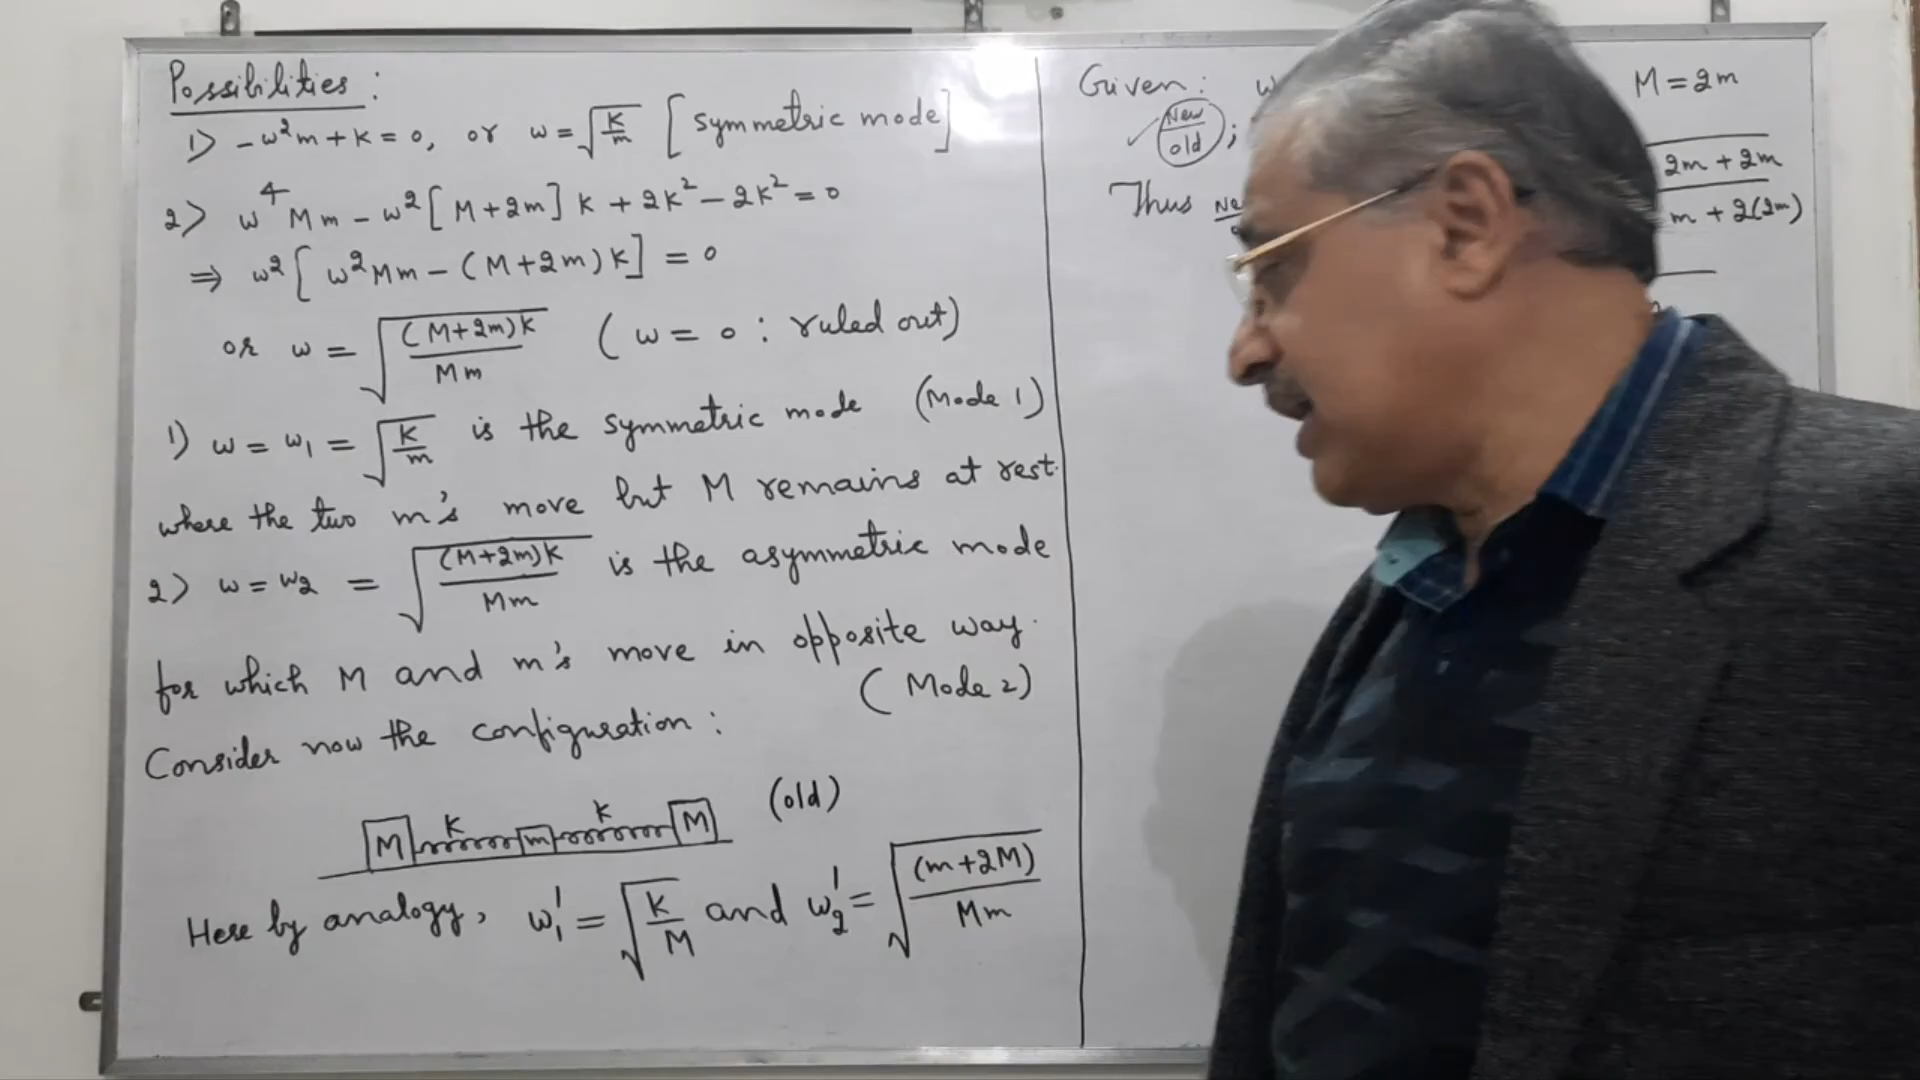 Possibilities :
1) -ω²m + k = 0, or ω = √(k/m) [symmetric mode]
2) ω⁴Mm - ω²[M+2m]k + 2k² - 2k² = 0
⇒ ω²[ω²Mm - (M+2m)k] = 0
or ω = √((M+2m)k/Mm) (ω = 0 : ruled out)
1) ω = ω₁ = √(k/m) is the symmetric mode (Mode 1)
where the two m's move but M remains at rest.
2) ω = ω₂ = √((M+2m)k/Mm) is the asymmetric mode
for which M and m's move in opposite way.
(Mode 2)
Consider now the configuration :
M k m k M (old)
Here by analogy, ω₁' = √(k/M) and ω₂' = √((m+2M)/Mm)
Given : M = 2m
New/old ;
2m + 2m
Thus
m + 2(2m)